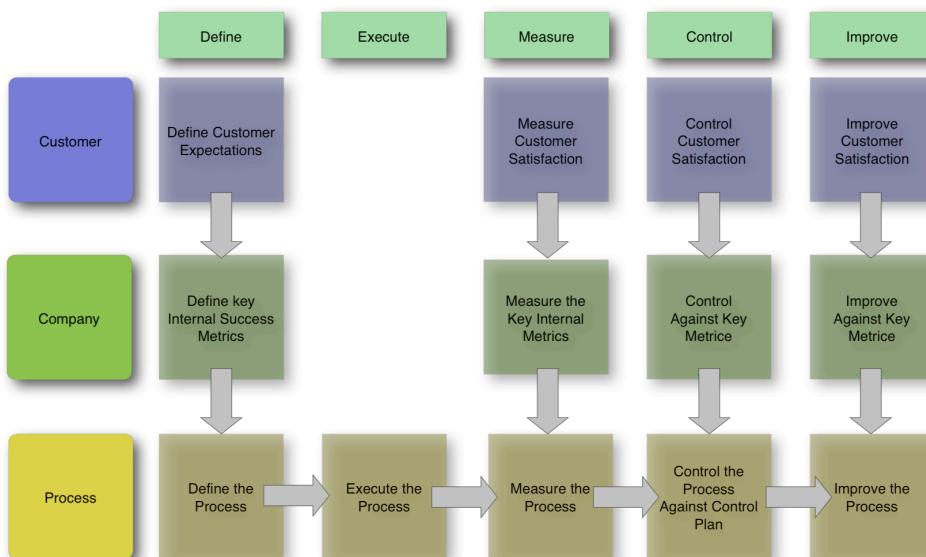 Define
Execute
Measure
Control
Improve
Customer
Define Customer
Expectations
Measure
Customer
Satisfaction
Control
Customer
Satisfaction
Improve
Customer
Satisfaction
Company
Define key
Internal Success
Metrics
Measure the
Key Internal
Metrics
Control
Against Key
Metrice
Improve
Against Key
Metrice
Process
Define the
Process
Execute the
Process
Measure the
Process
Control the
Process
Against Control
Plan
Improve the
Process